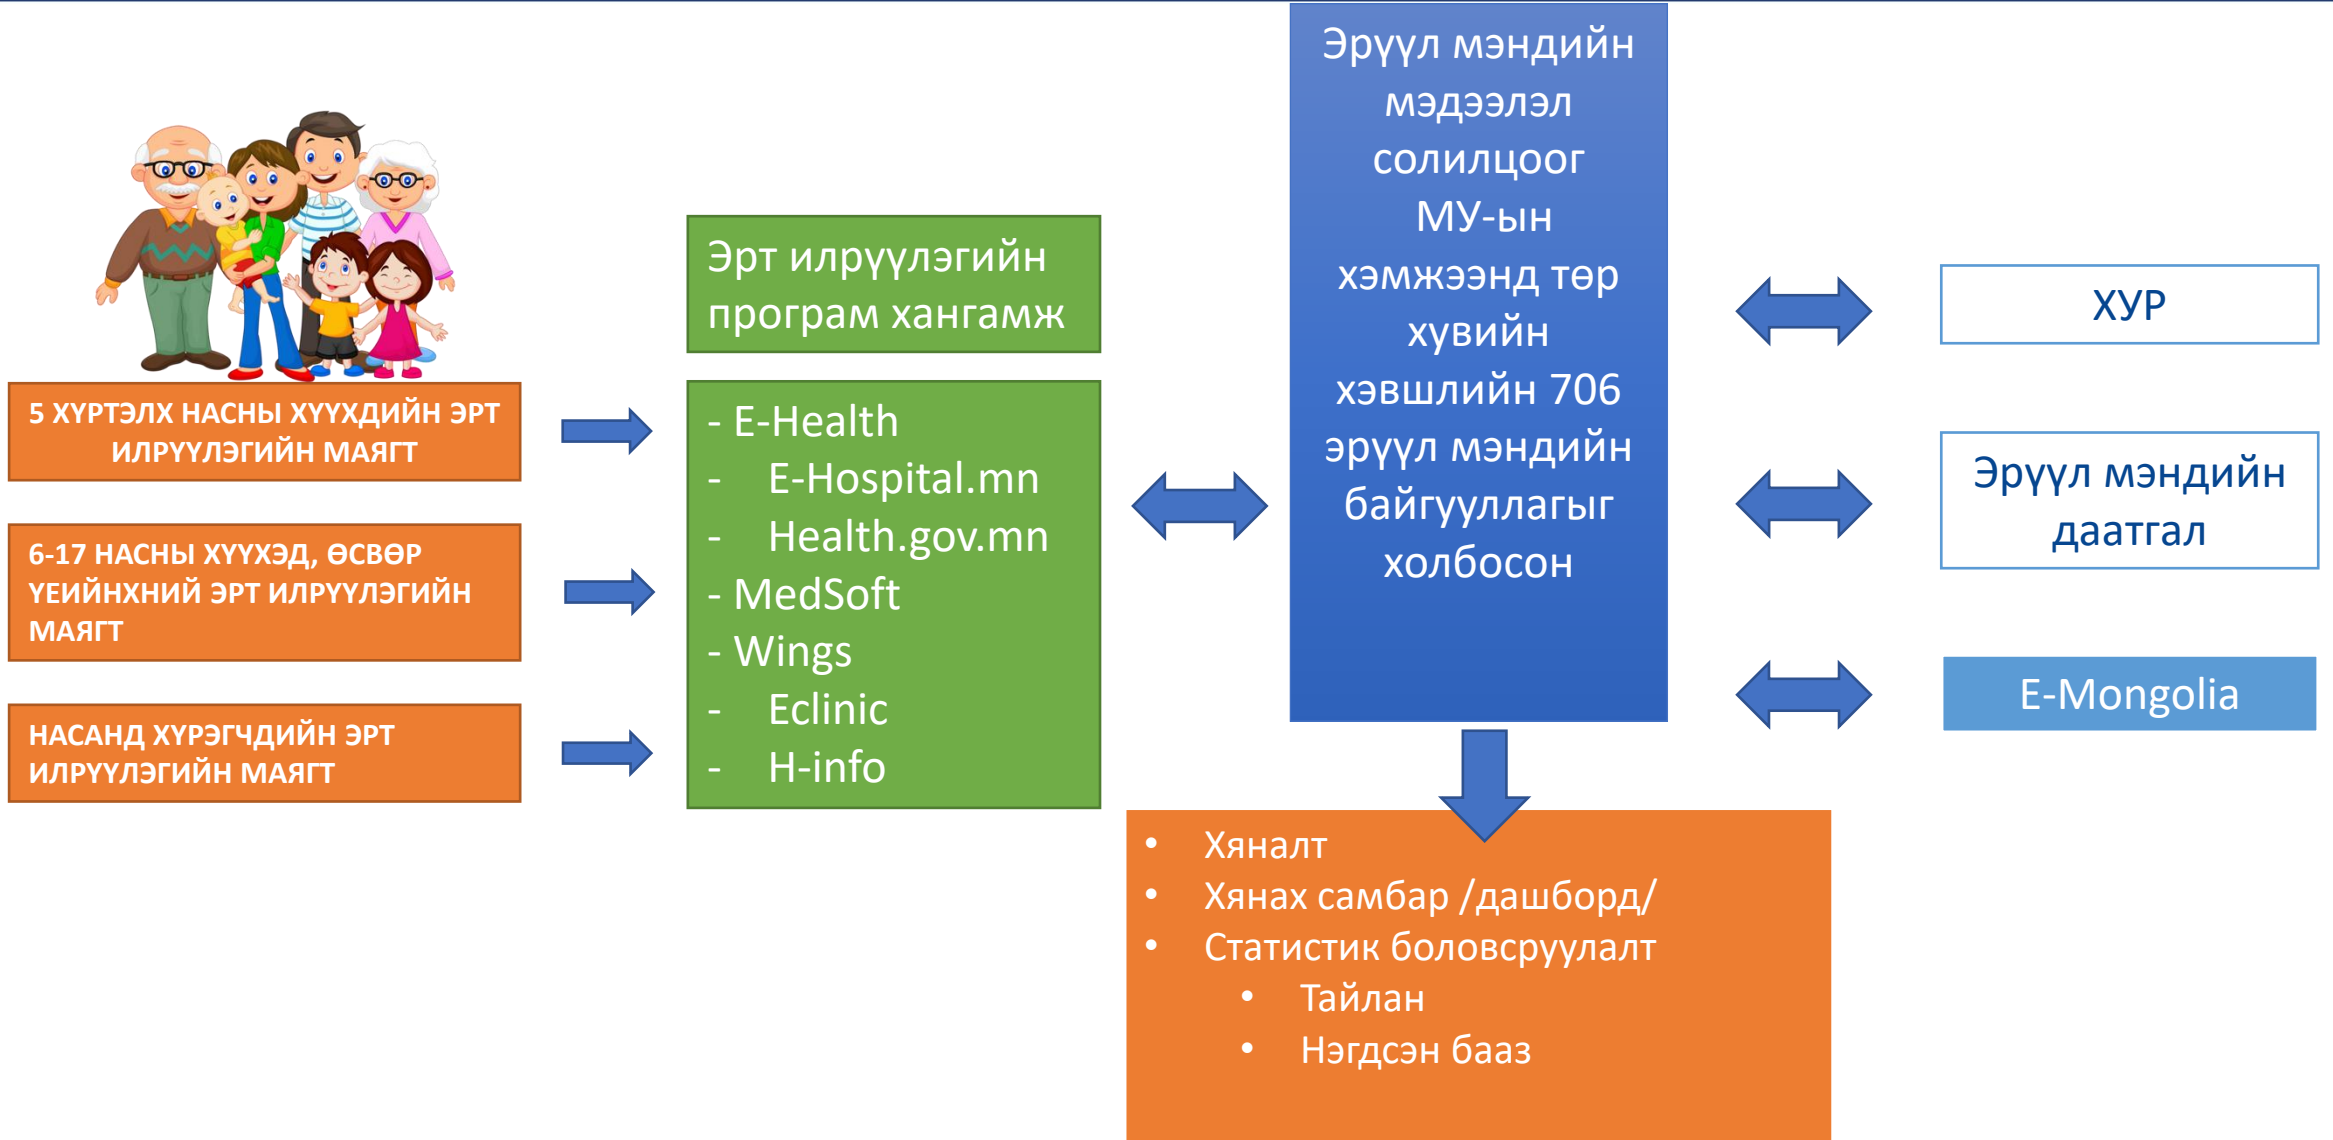 5 ХҮРТЭЛХ НАСНЫ ХҮҮХДИЙН ЭРТ
ИЛРҮҮЛЭГИЙН МАЯГТ
6-17 НАСНЫ ХҮҮХЭД, ӨСВӨР
ҮЕИЙНХНИЙ ЭРТ ИЛРҮҮЛЭГИЙН
МАЯГТ
НАСАНД ХҮРЭГЧДИЙН ЭРТ
ИЛРҮҮЛЭГИЙН МАЯГТ
Эрт илрүүлэгийн
програм хангамж
- E-Health
- E-Hospital.mn
- Health.gov.mn
- MedSoft
- Wings
- Eclinic
- H-info
Эрүүл мэндийн
мэдээлэл
солилцоог
МУ-ын
хэмжээнд төр
хувийн
хэвшлийн 706
эрүүл мэндийн
байгууллагыг
холбосон
ХУР
Эрүүл мэндийн
даатгал
E-Mongolia
• Хяналт
• Хянах самбар /дашборд/
• Статистик боловсруулалт
• Тайлан
• Нэгдсэн бааз